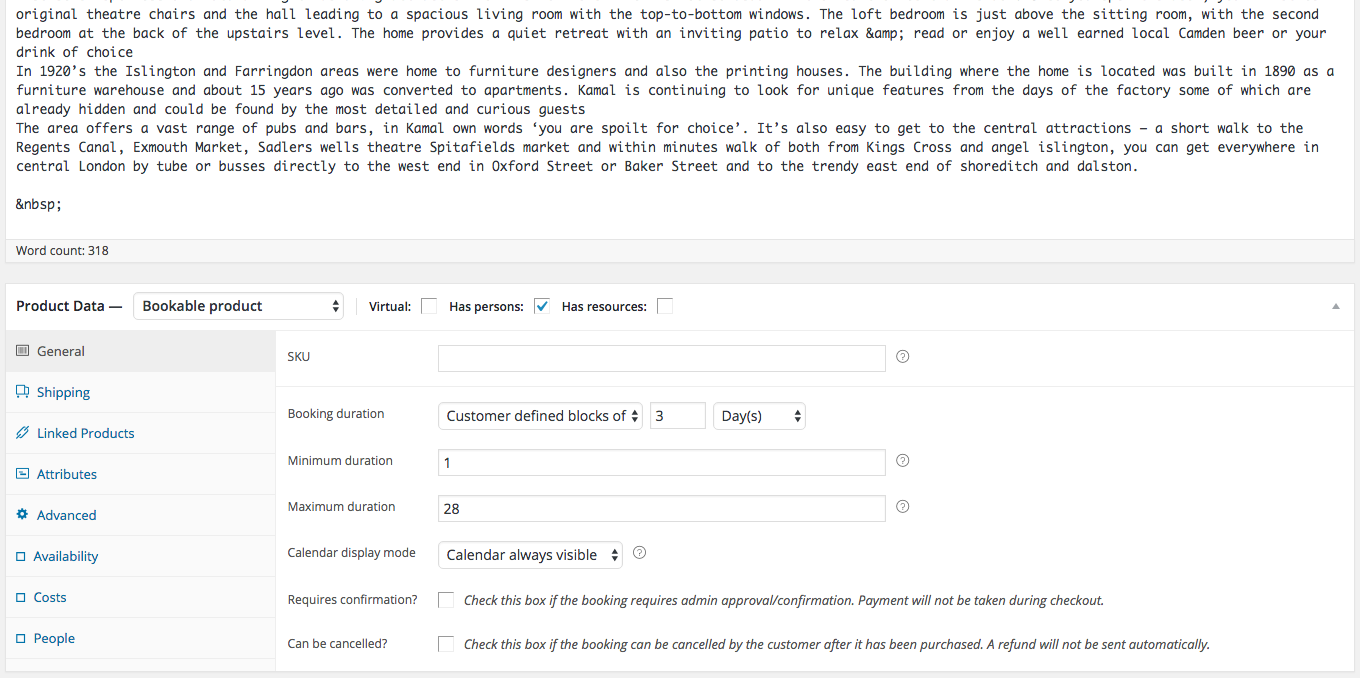 original theatre chairs and the hall leading to a spacious living room with the top-to-bottom windows. The loft bedroom is just above the sitting room, with the second
bedroom at the back of the upstairs level. The home provides a quiet retreat with an inviting patio to relax &amp; read or enjoy a well earned local Camden beer or your
drink of choice
In 1920’s the Islington and Farringdon areas were home to furniture designers and also the printing houses. The building where the home is located was built in 1890 as a
furniture warehouse and about 15 years ago was converted to apartments. Kamal is continuing to look for unique features from the days of the factory some of which are
already hidden and could be found by the most detailed and curious guests
The area offers a vast range of pubs and bars, in Kamal own words ‘you are spoilt for choice’. It’s also easy to get to the central attractions – a short walk to the
Regents Canal, Exmouth Market, Sadlers wells theatre Spitafields market and within minutes walk of both from Kings Cross and angel islington, you can get everywhere in
central London by tube or busses directly to the west end in Oxford Street or Baker Street and to the trendy east end of shoreditch and dalston.
&nbsp;
Word count: 318
Product Data — Bookable product Virtual: Has persons: Has resources:
General
Shipping
Linked Products
Attributes
Advanced
Availability
Costs
People
SKU
Booking duration Customer defined blocks of 3 Day(s)
Minimum duration 1
Maximum duration 28
Calendar display mode Calendar always visible
Requires confirmation? Check this box if the booking requires admin approval/confirmation. Payment will not be taken during checkout.
Can be cancelled? Check this box if the booking can be cancelled by the customer after it has been purchased. A refund will not be sent automatically.